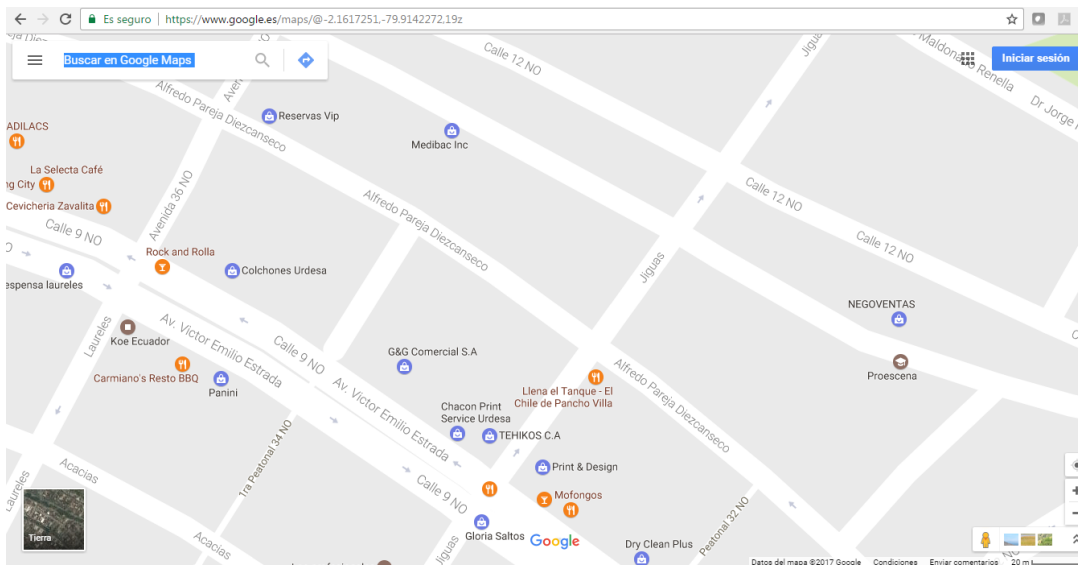 Es seguro | https://www.google.es/maps/@-2.1617251,-79.9142272,19z
Buscar en Google Maps
Iniciar sesión
Calle 12 NO
Jigua
Maldonado Renella
Dr Jorge
Alfredo Pareja Diezcanseco
Aven
Reservas Vip
Medibac Inc
ADILACS
La Selecta Café
ng City
Cevicheria Zavalita
Avenida 36 NO
Alfredo Pareja Diezcanseco
Calle 12 NO
Calle 9 NO
Calle 12 NO
Rock and Rolla
Colchones Urdesa
Jiguas
espensa laureles
NEGOVENTAS
Laureles
Koe Ecuador
Av. Victor Emilio Estrada
Calle 9 NO
G&G Comercial S.A
Proescena
Carmiano's Resto BBQ
Panini
Av. Victor Emilio Estrada
Llena el Tanque - El
Chile de Pancho Villa
Alfredo Pareja Diezcanseco
Chacon Print
Service Urdesa
TEHIKOS C.A
1ra Peatonal 34 NO
Acacias
Print & Design
Calle 9 NO
Mofongos
aureles
Peatonal 32 NO
Tierra
Gloria Saltos
Google
Acacias
Jiguas
Dry Clean Plus
Datos del mapa ©2017 Google Condiciones Enviar comentarios 20 m